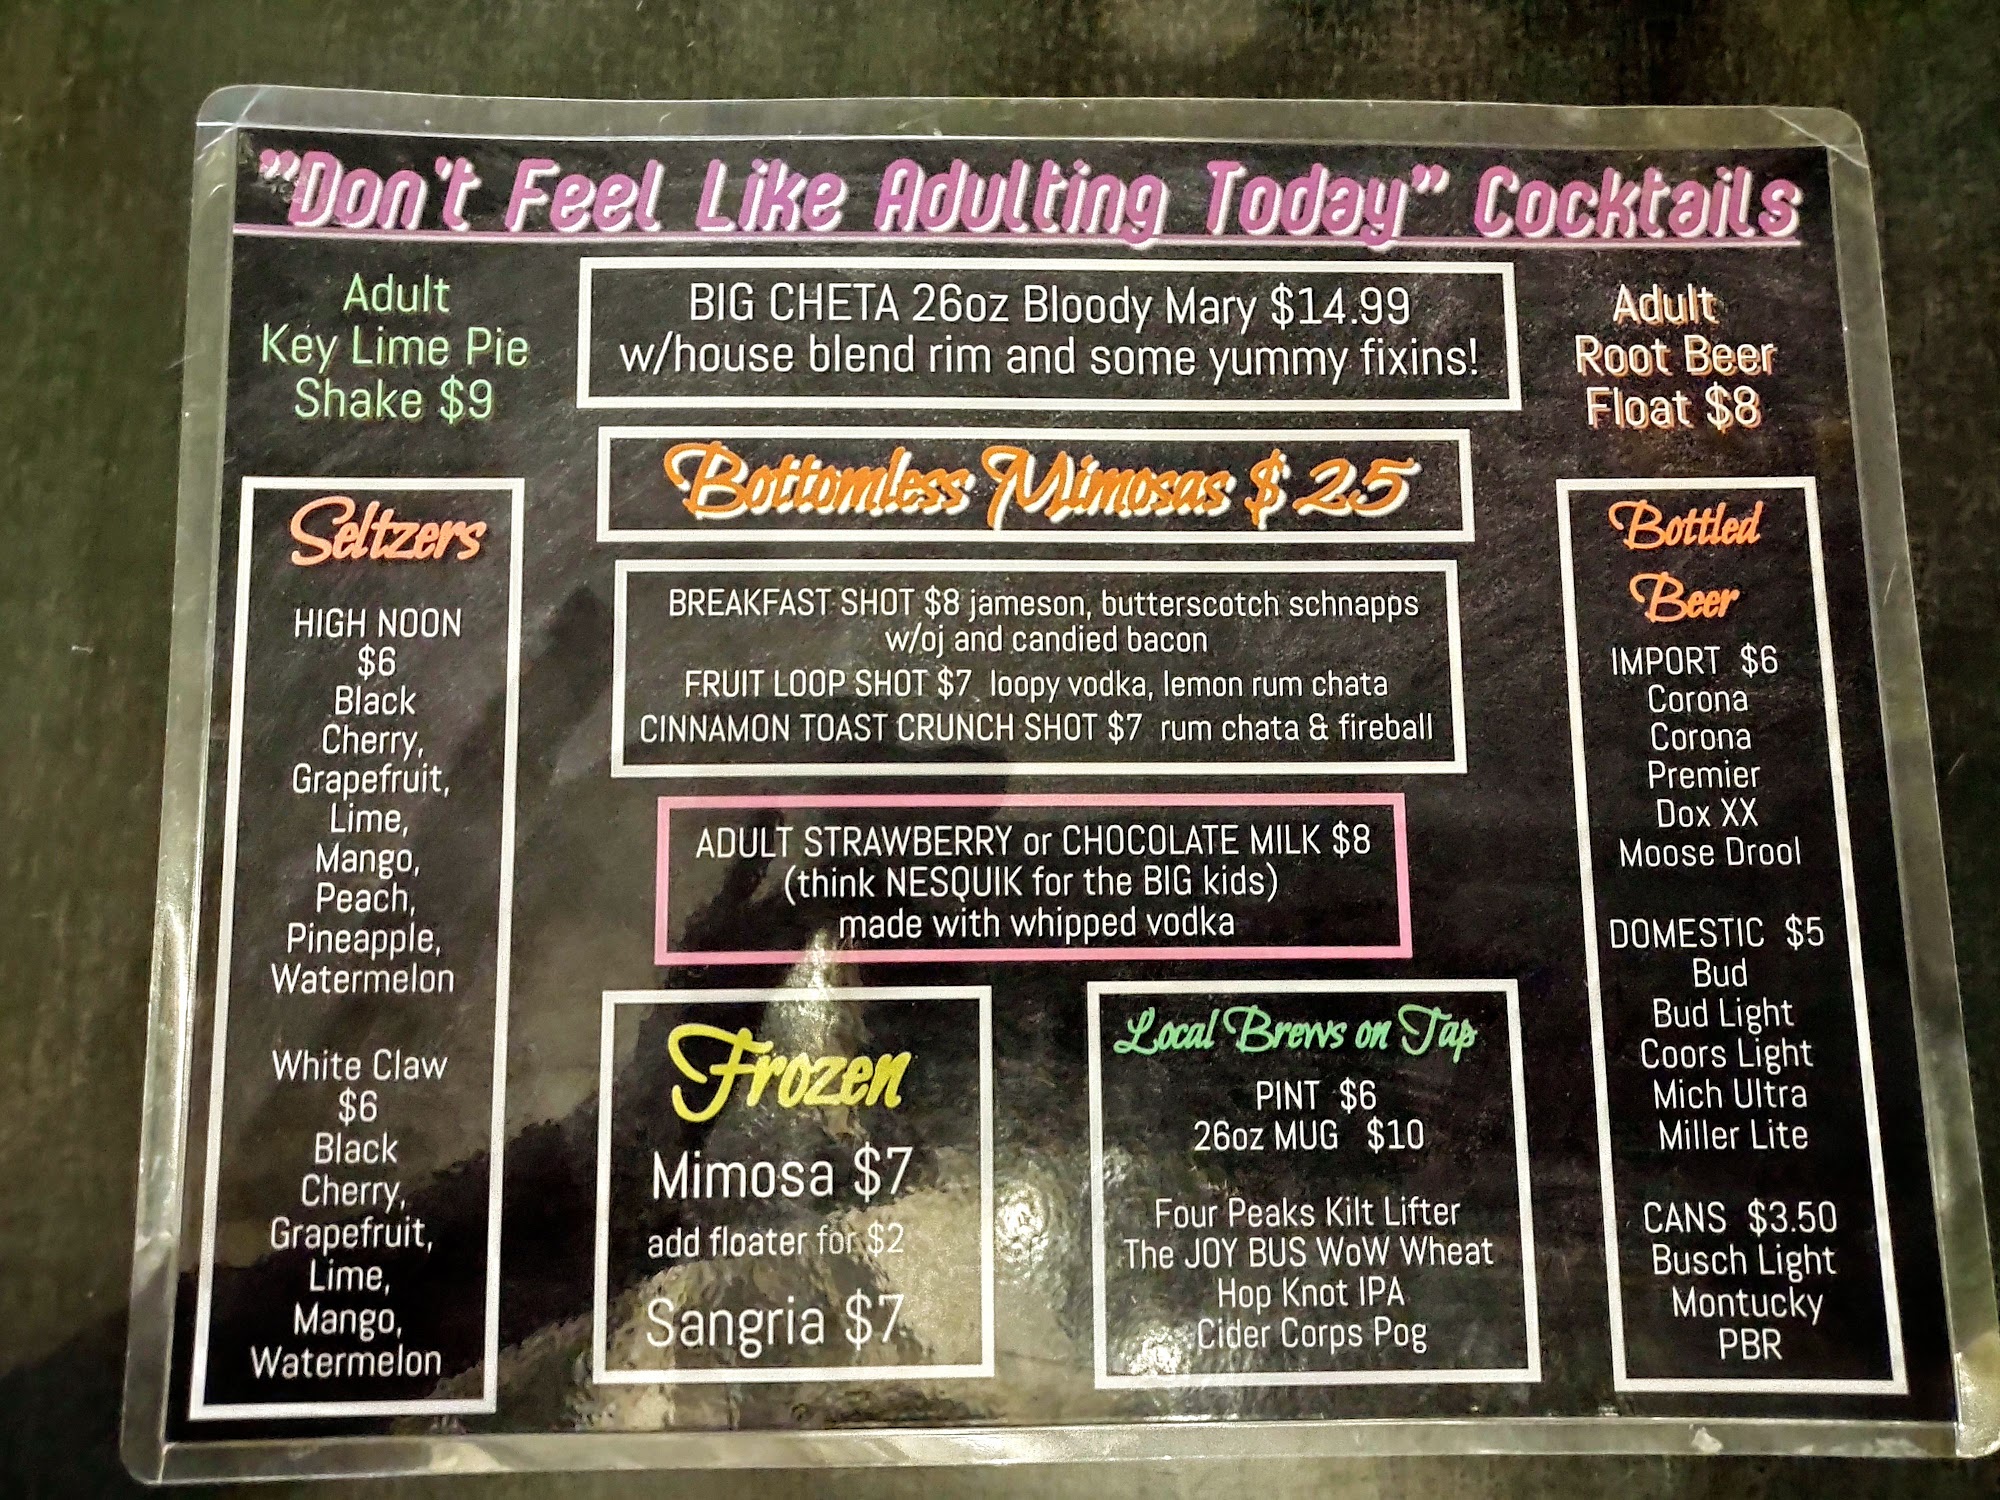 "Don't Feel Like Adulting Today" Cocktails
Adult
Key Lime Pie
Shake $9
BIG CHETA 26oz Bloody Mary $14.99
w/house blend rim and some yummy fixins!
Adult
Root Beer
Float $8
Bottomless Mimosas $ 25
BREAKFAST SHOT $8 jameson, butterscotch schnapps
w/oj and candied bacon
FRUIT LOOP SHOT $7 loopy vodka, lemon rum chata
CINNAMON TOAST CRUNCH SHOT $7 rum chata & fireball
ADULT STRAWBERRY or CHOCOLATE MILK $8
(think NESQUIK for the BIG kids)
made with whipped vodka
Seltzers
HIGH NOON
$6
Black
Cherry,
Grapefruit,
Lime,
Mango,
Peach,
Pineapple,
Watermelon
White Claw
$6
Black
Cherry,
Grapefruit,
Lime,
Mango,
Watermelon
Frozen
Mimosa $7
add floater for $2
Sangria $7
Local Brews on Tap
PINT $6
26oz MUG $10
Four Peaks Kilt Lifter
The JOY BUS WoW Wheat
Hop Knot IPA
Cider Corps Pog
Bottled
Beer
IMPORT $6
Corona
Corona
Premier
Dox XX
Moose Drool
DOMESTIC $5
Bud
Bud Light
Coors Light
Mich Ultra
Miller Lite
CANS $3.50
Busch Light
Montucky
PBR